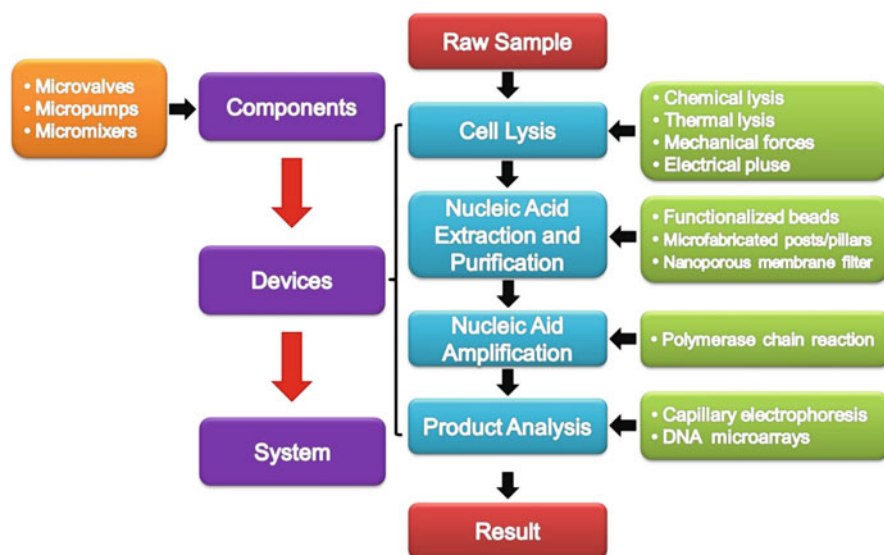 Raw Sample
• Microvalves
• Micropumps
• Micromixers
Components
Cell Lysis
• Chemical lysis
• Thermal lysis
• Mechanical forces
• Electrical pluse
Nucleic Acid
Extraction and
Purification
• Functionalized beads
• Microfabricated posts/pillars
• Nanoporous membrane filter
Devices
Nucleic Aid
Amplification
• Polymerase chain reaction
Product Analysis
• Capillary electrophoresis
• DNA microarrays
System
Result